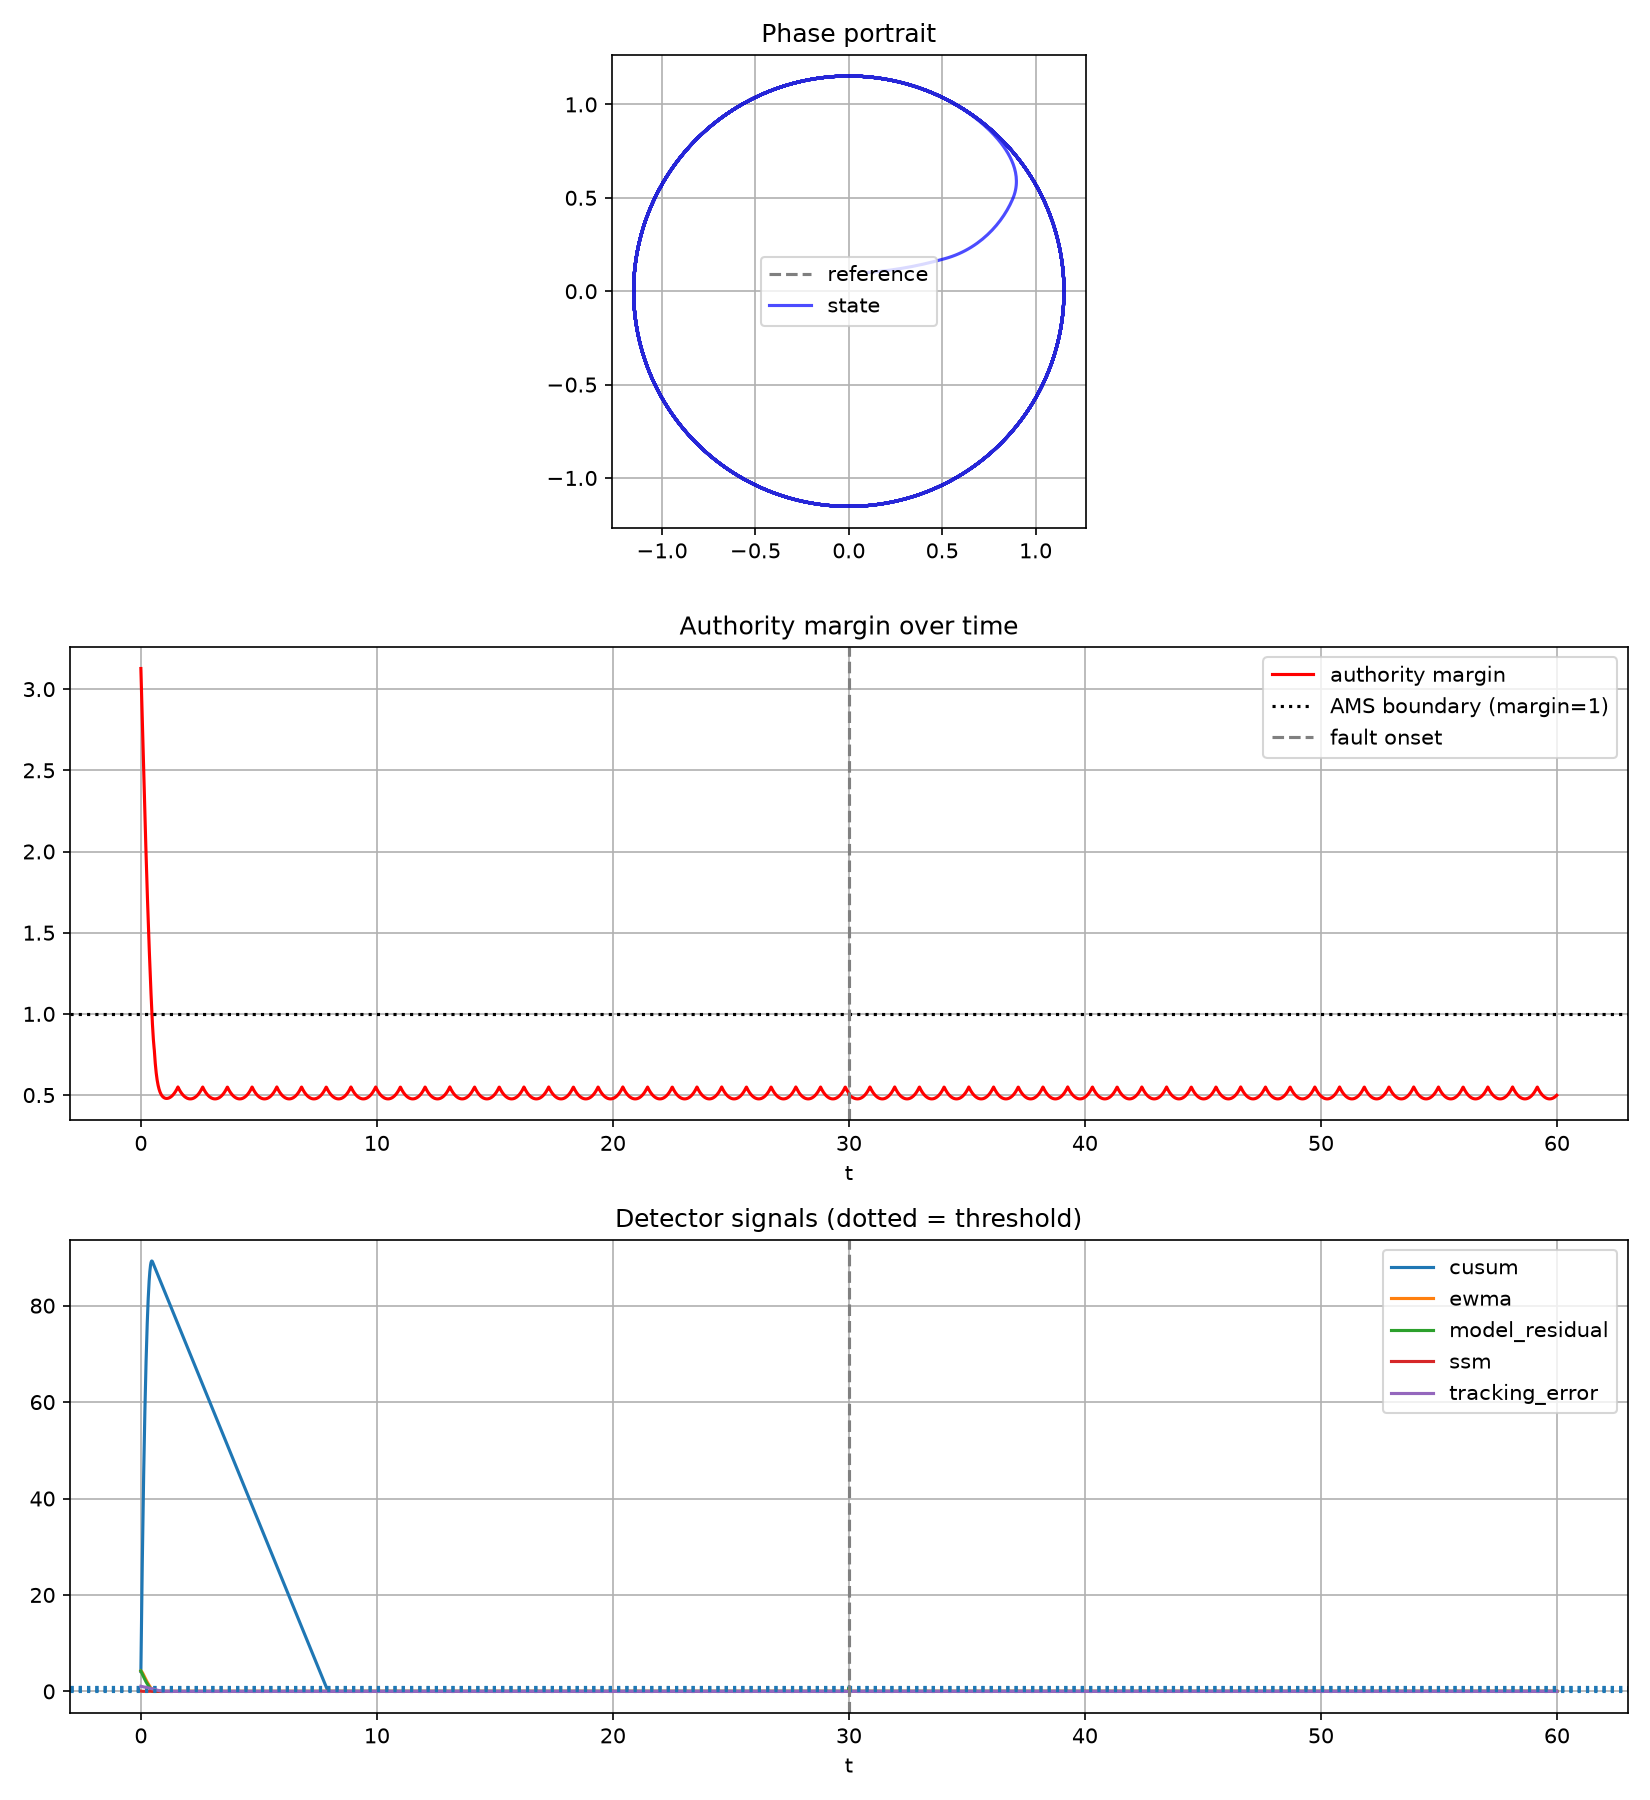 Phase portrait
1.0
0.5
0.0
−0.5
−1.0
reference
state
−1.0 −0.5 0.0 0.5 1.0
Authority margin over time
3.0
2.5
2.0
1.5
1.0
0.5
authority margin
AMS boundary (margin=1)
fault onset
0 10 20 30 40 50 60
t
Detector signals (dotted = threshold)
80
60
40
20
0
cusum
ewma
model_residual
ssm
tracking_error
0 10 20 30 40 50 60
t